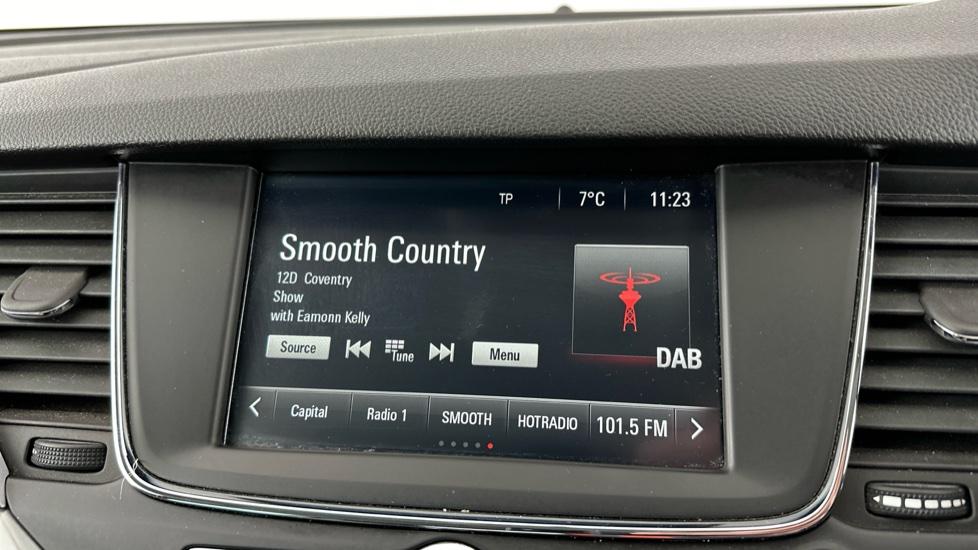 TP 7°C 11:23
Smooth Country
12D Coventry
Show
with Eamonn Kelly
Source Tune Menu
DAB
Capital Radio 1 SMOOTH HOTRADIO 101.5 FM